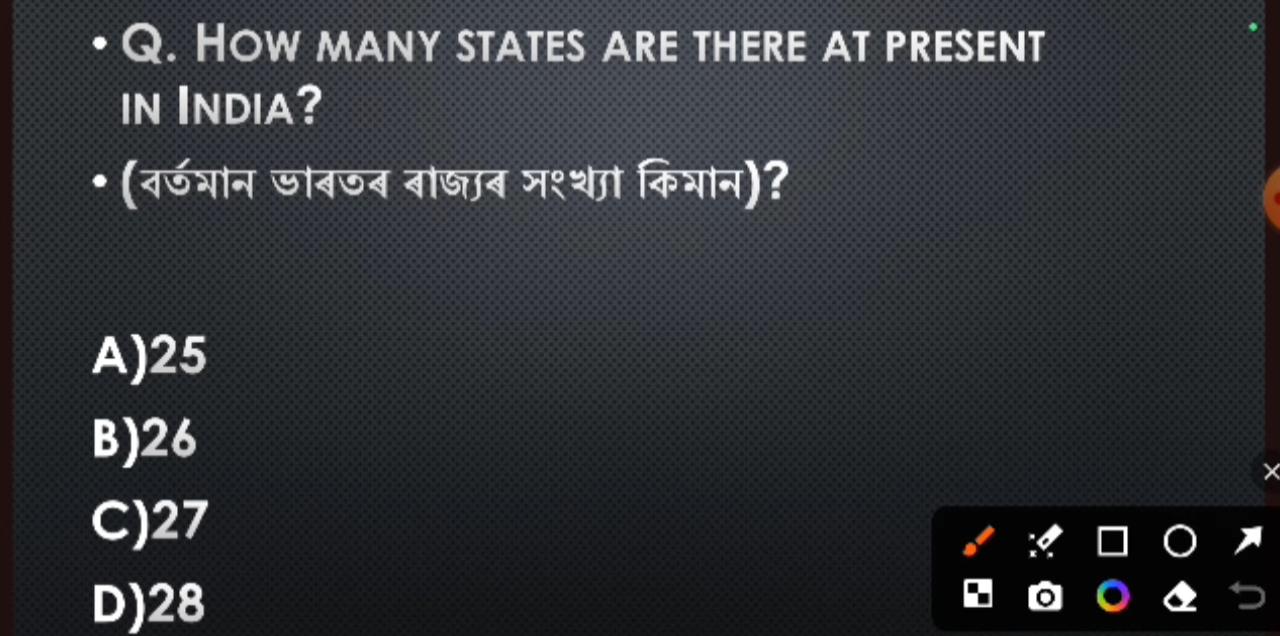 • Q. HOW MANY STATES ARE THERE AT PRESENT
IN INDIA?
• (বৰ্তমান ভাৰতৰ ৰাজ্যৰ সংখ্যা কিমান)?
A)25
B)26
C)27
D)28